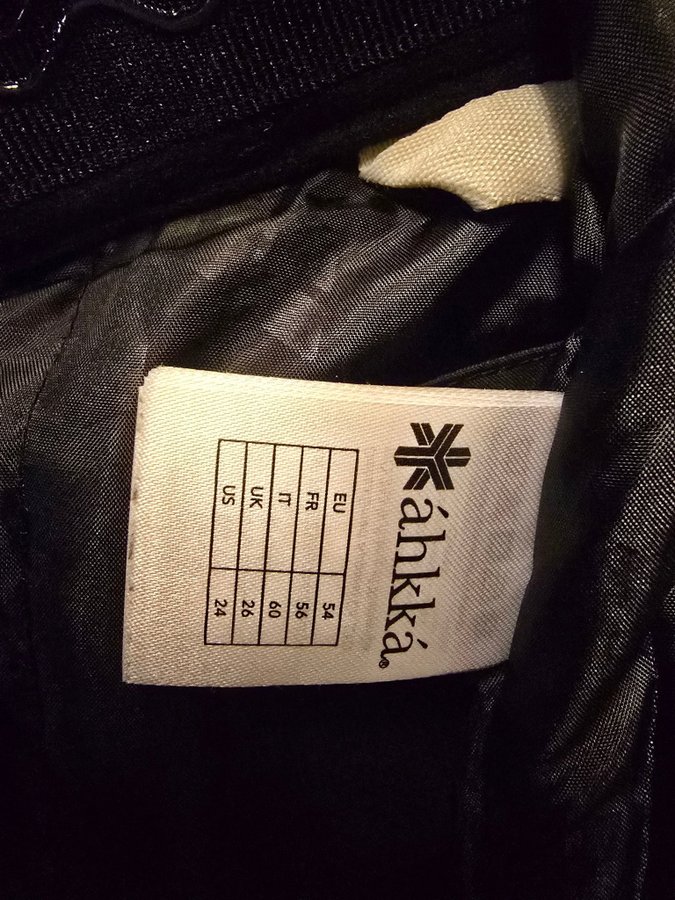 áhkká®
EU 54
FR 56
IT 60
UK 26
US 24